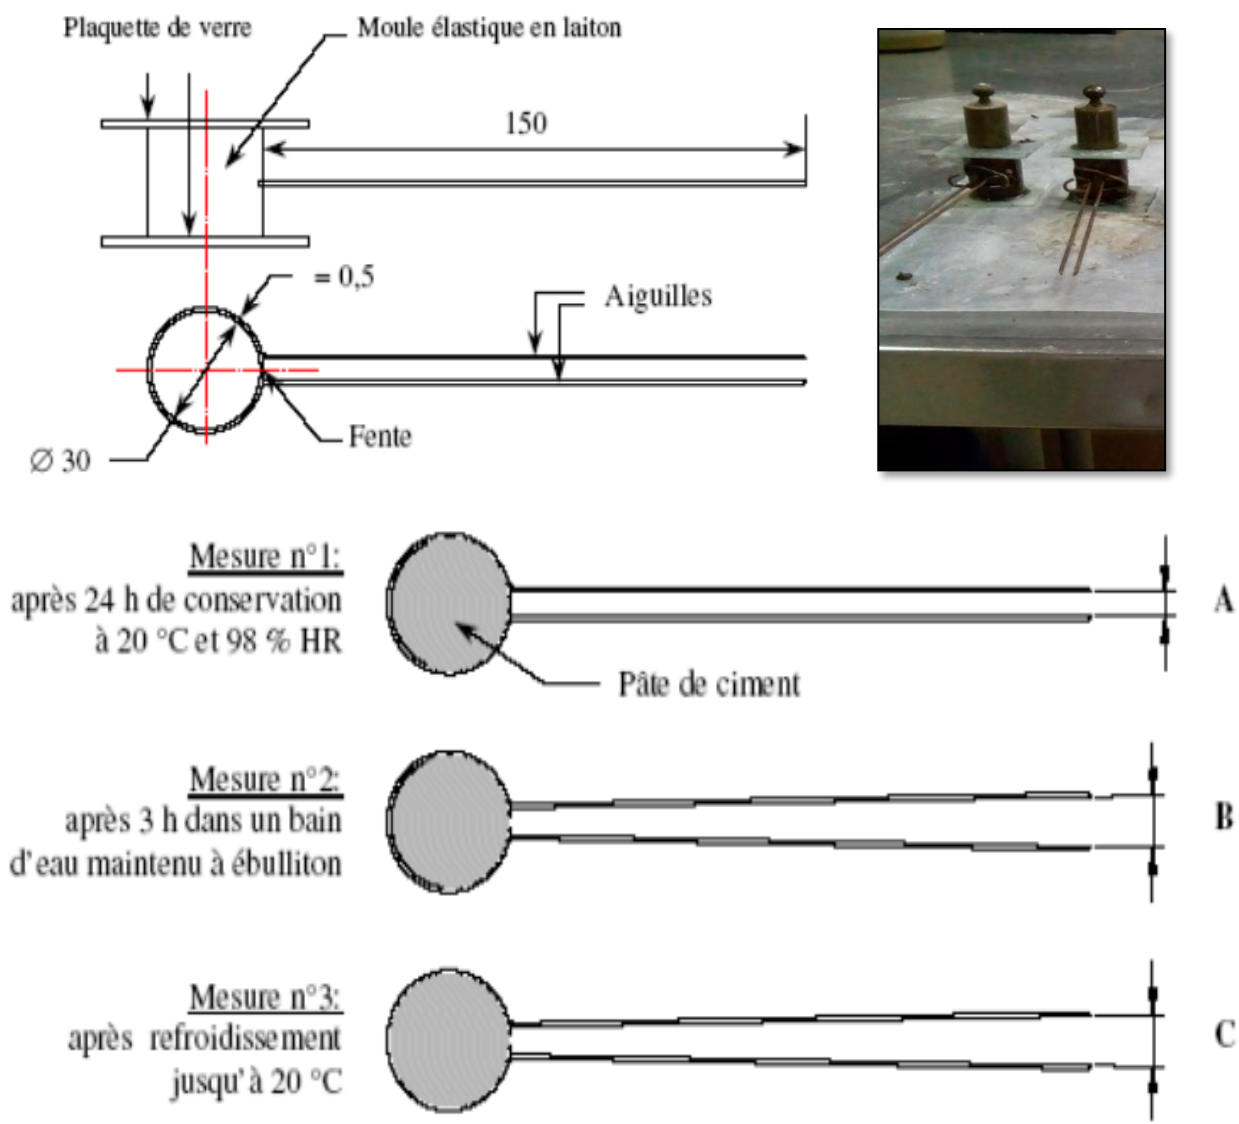 Plaquette de verre
Moule élastique en laiton
150
= 0,5
Aiguilles
Fente
∅ 30
Mesure n°1:
après 24 h de conservation
à 20 °C et 98 % HR
A
Pâte de ciment
Mesure n°2:
après 3 h dans un bain
d'eau maintenu à ébulliton
B
Mesure n°3:
après refroidissement
jusqu'à 20 °C
C